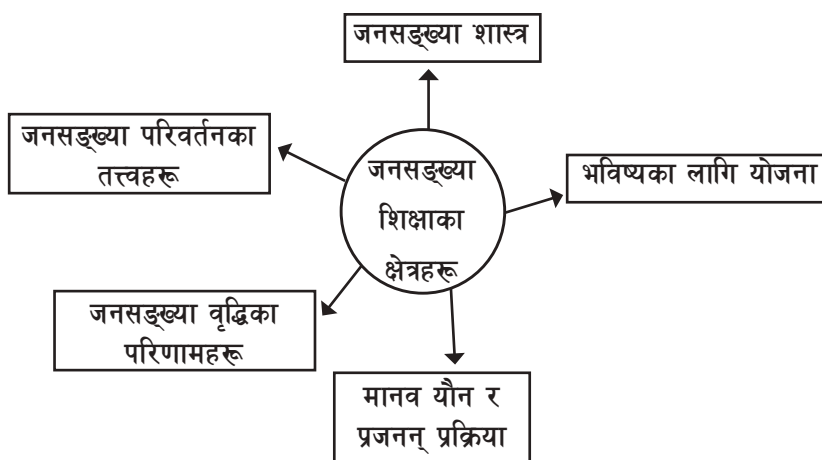 जनसङ्ख्या शास्त्र
जनसङ्ख्या परिवर्तनका
तत्त्वहरू
जनसङ्ख्या
शिक्षाका
क्षेत्रहरू
भविष्यका लागि योजना
जनसङ्ख्या वृद्धिका
परिणामहरू
मानव यौन र
प्रजनन् प्रक्रिया